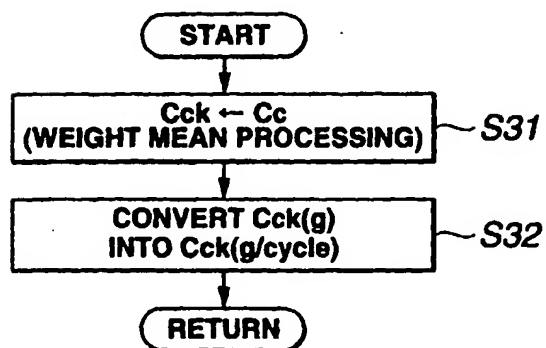 START
Cck ← Cc
(WEIGHT MEAN PROCESSING)
S31
CONVERT Cck(g)
INTO Cck(g/cycle)
S32
RETURN